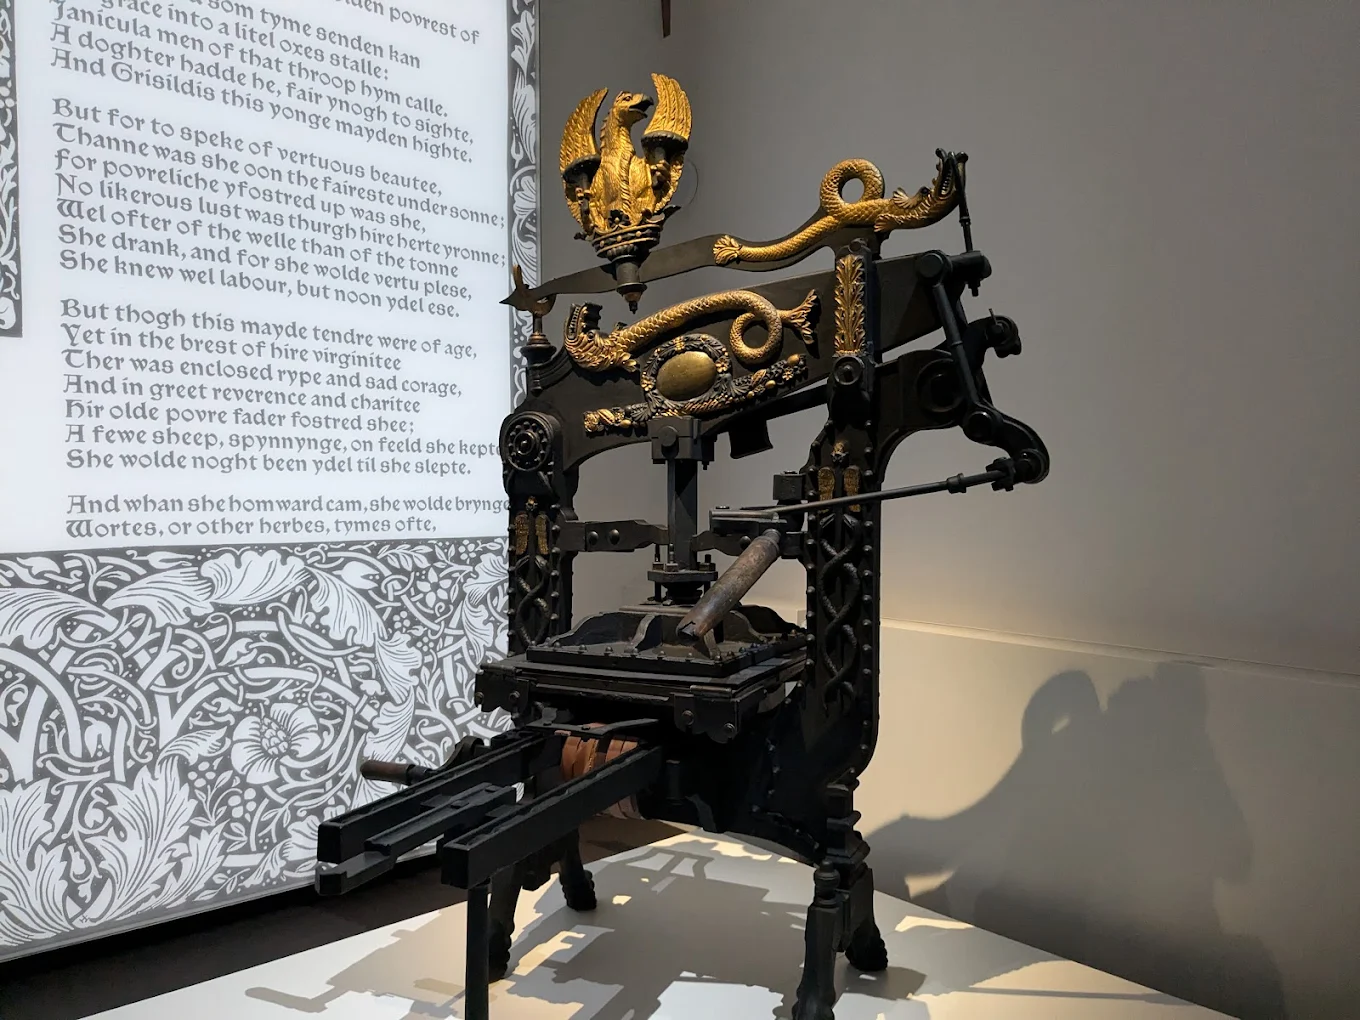 povrest of
som tyme senden kan
grace into a litel oxes stalle:
Janicula men of that throop hym calle.
A doghter hadde he, fair ynogh to sighte,
And Grisildis this yonge mayden highte.
But for to speke of vertuous beautee,
Thanne was she oon the faireste under sonne;
For povreliche yfostred up was she,
No likerous lust was thurgh hire herte yronne;
Wel ofter of the welle than of the tonne
She drank, and for she wolde vertu plese,
She knew wel labour, but noon ydel ese.
But thogh this mayde tendre were of age,
Yet in the brest of hire virginitee
Ther was enclosed rype and sad corage,
And in greet reverence and charitee
Hir olde povre fader fostred shee;
A fewe sheep, spynnynge, on feeld she kepte
She wolde noght been ydel til she slepte.
And whan she homward cam, she wolde brynge
Wortes, or other herbes, tymes ofte,